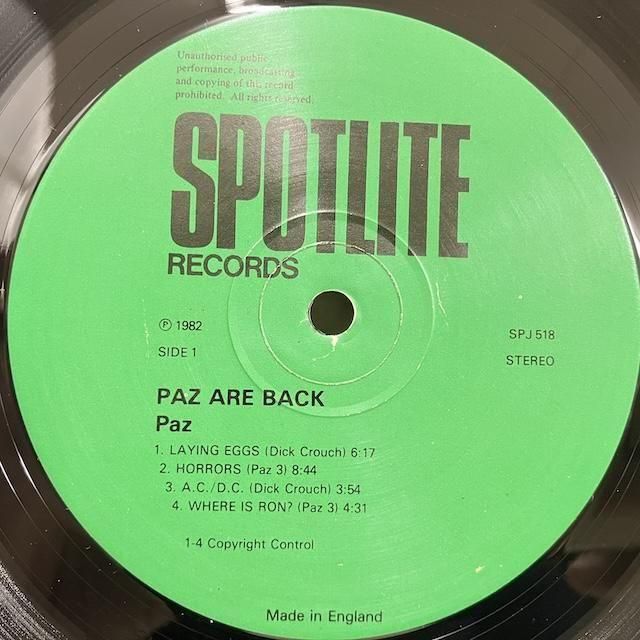 Unauthorised public
performance, broadcasting
and copying of this record
prohibited. All rights reserved.
SPOTLITE
RECORDS
Ⓟ 1982
SIDE 1
SPJ 518
STEREO
PAZ ARE BACK
Paz
1. LAYING EGGS (Dick Crouch) 6:17
2. HORRORS (Paz 3) 8:44
3. A.C./D.C. (Dick Crouch) 3:54
4. WHERE IS RON? (Paz 3) 4:31
1-4 Copyright Control
Made in England